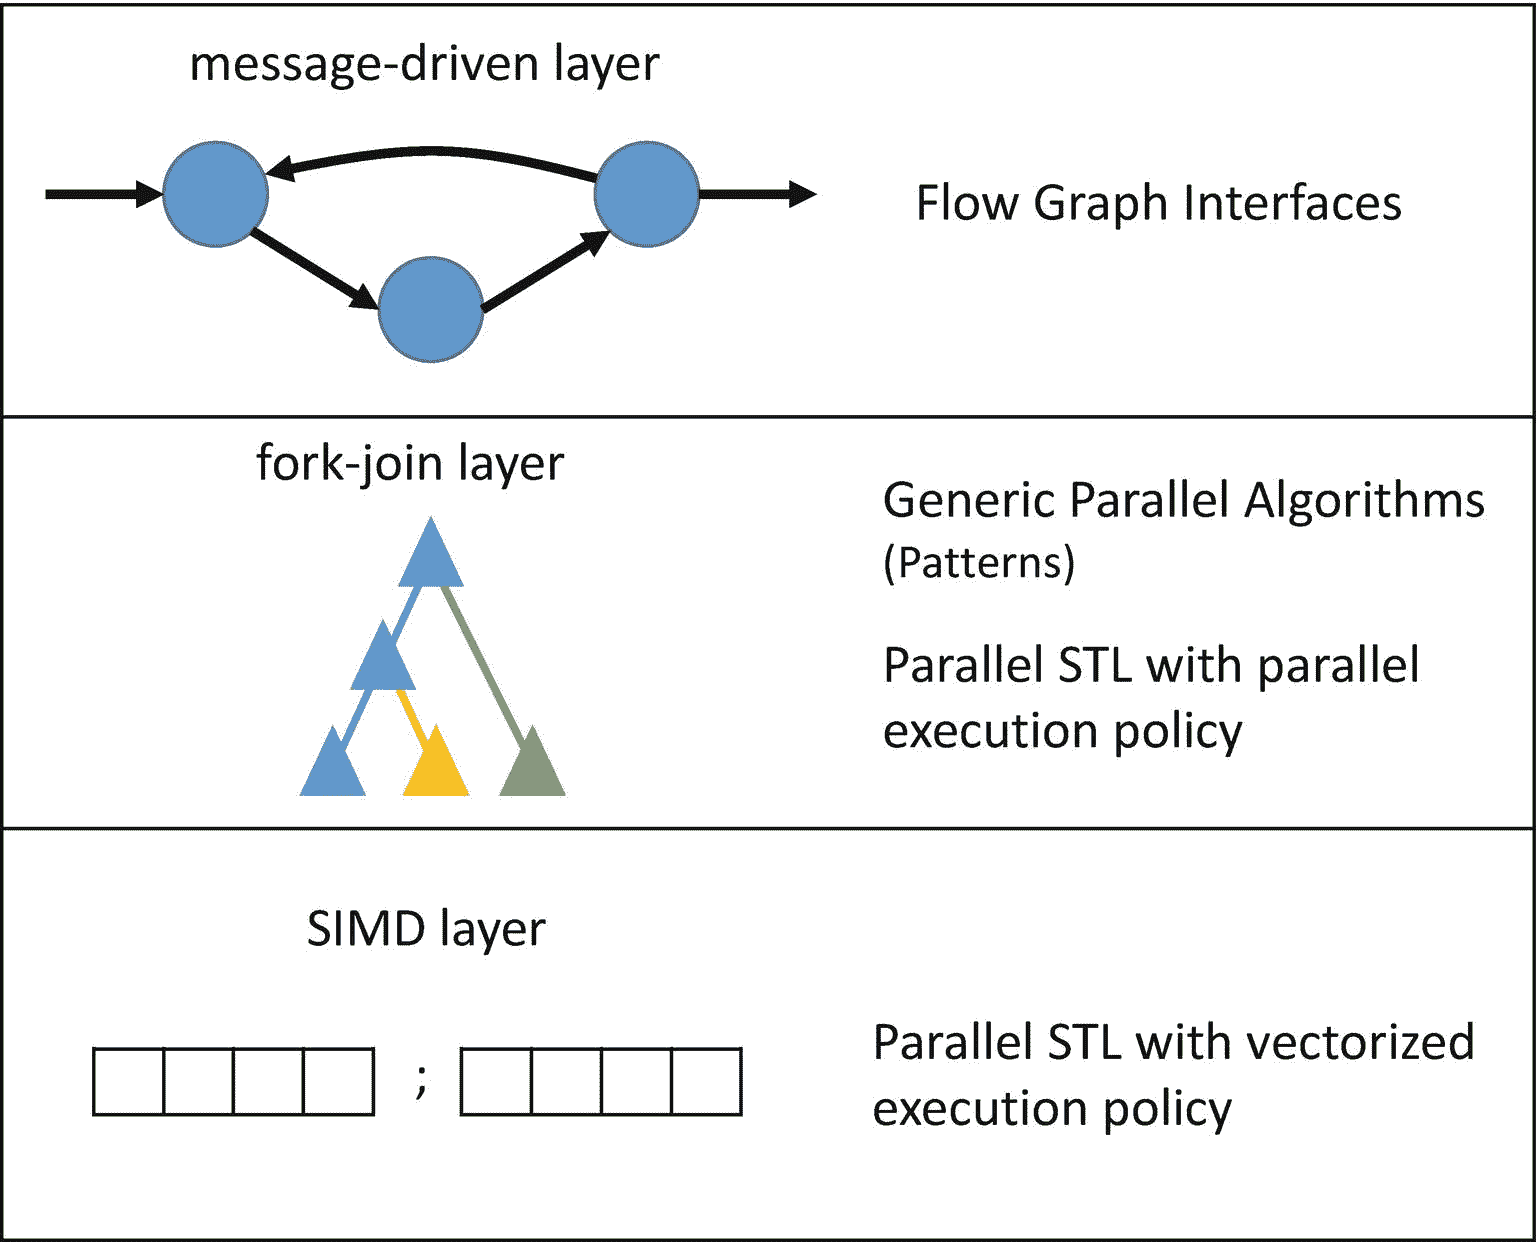 message-driven layer
Flow Graph Interfaces
fork-join layer
Generic Parallel Algorithms
(Patterns)
Parallel STL with parallel
execution policy
SIMD layer
;
Parallel STL with vectorized
execution policy